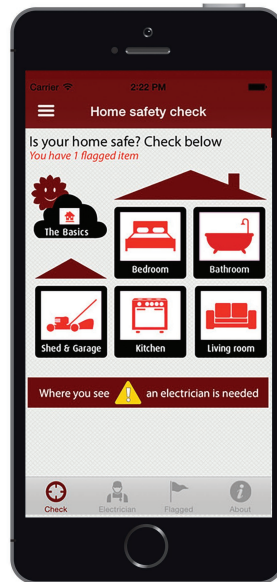 Carrier 2:22 PM
Home safety check
Is your home safe? Check below
You have 1 flagged item
The Basics
Bedroom
Bathroom
Shed & Garage
Kitchen
Living room
Where you see ! an electrician is needed
Check
Electrician
Flagged
About